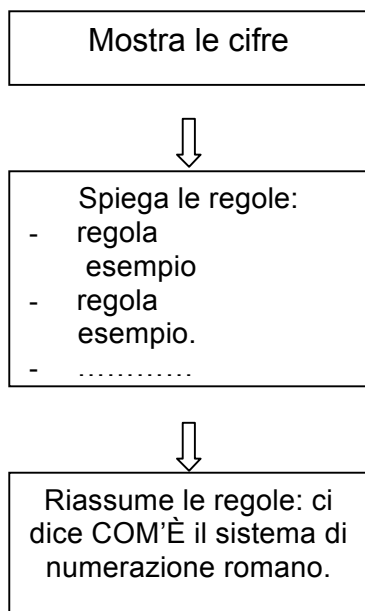 Mostra le cifre
Spiega le regole:
- regola
esempio
- regola
esempio.
- …………
Riassume le regole: ci
dice COM’È il sistema di
numerazione romano.